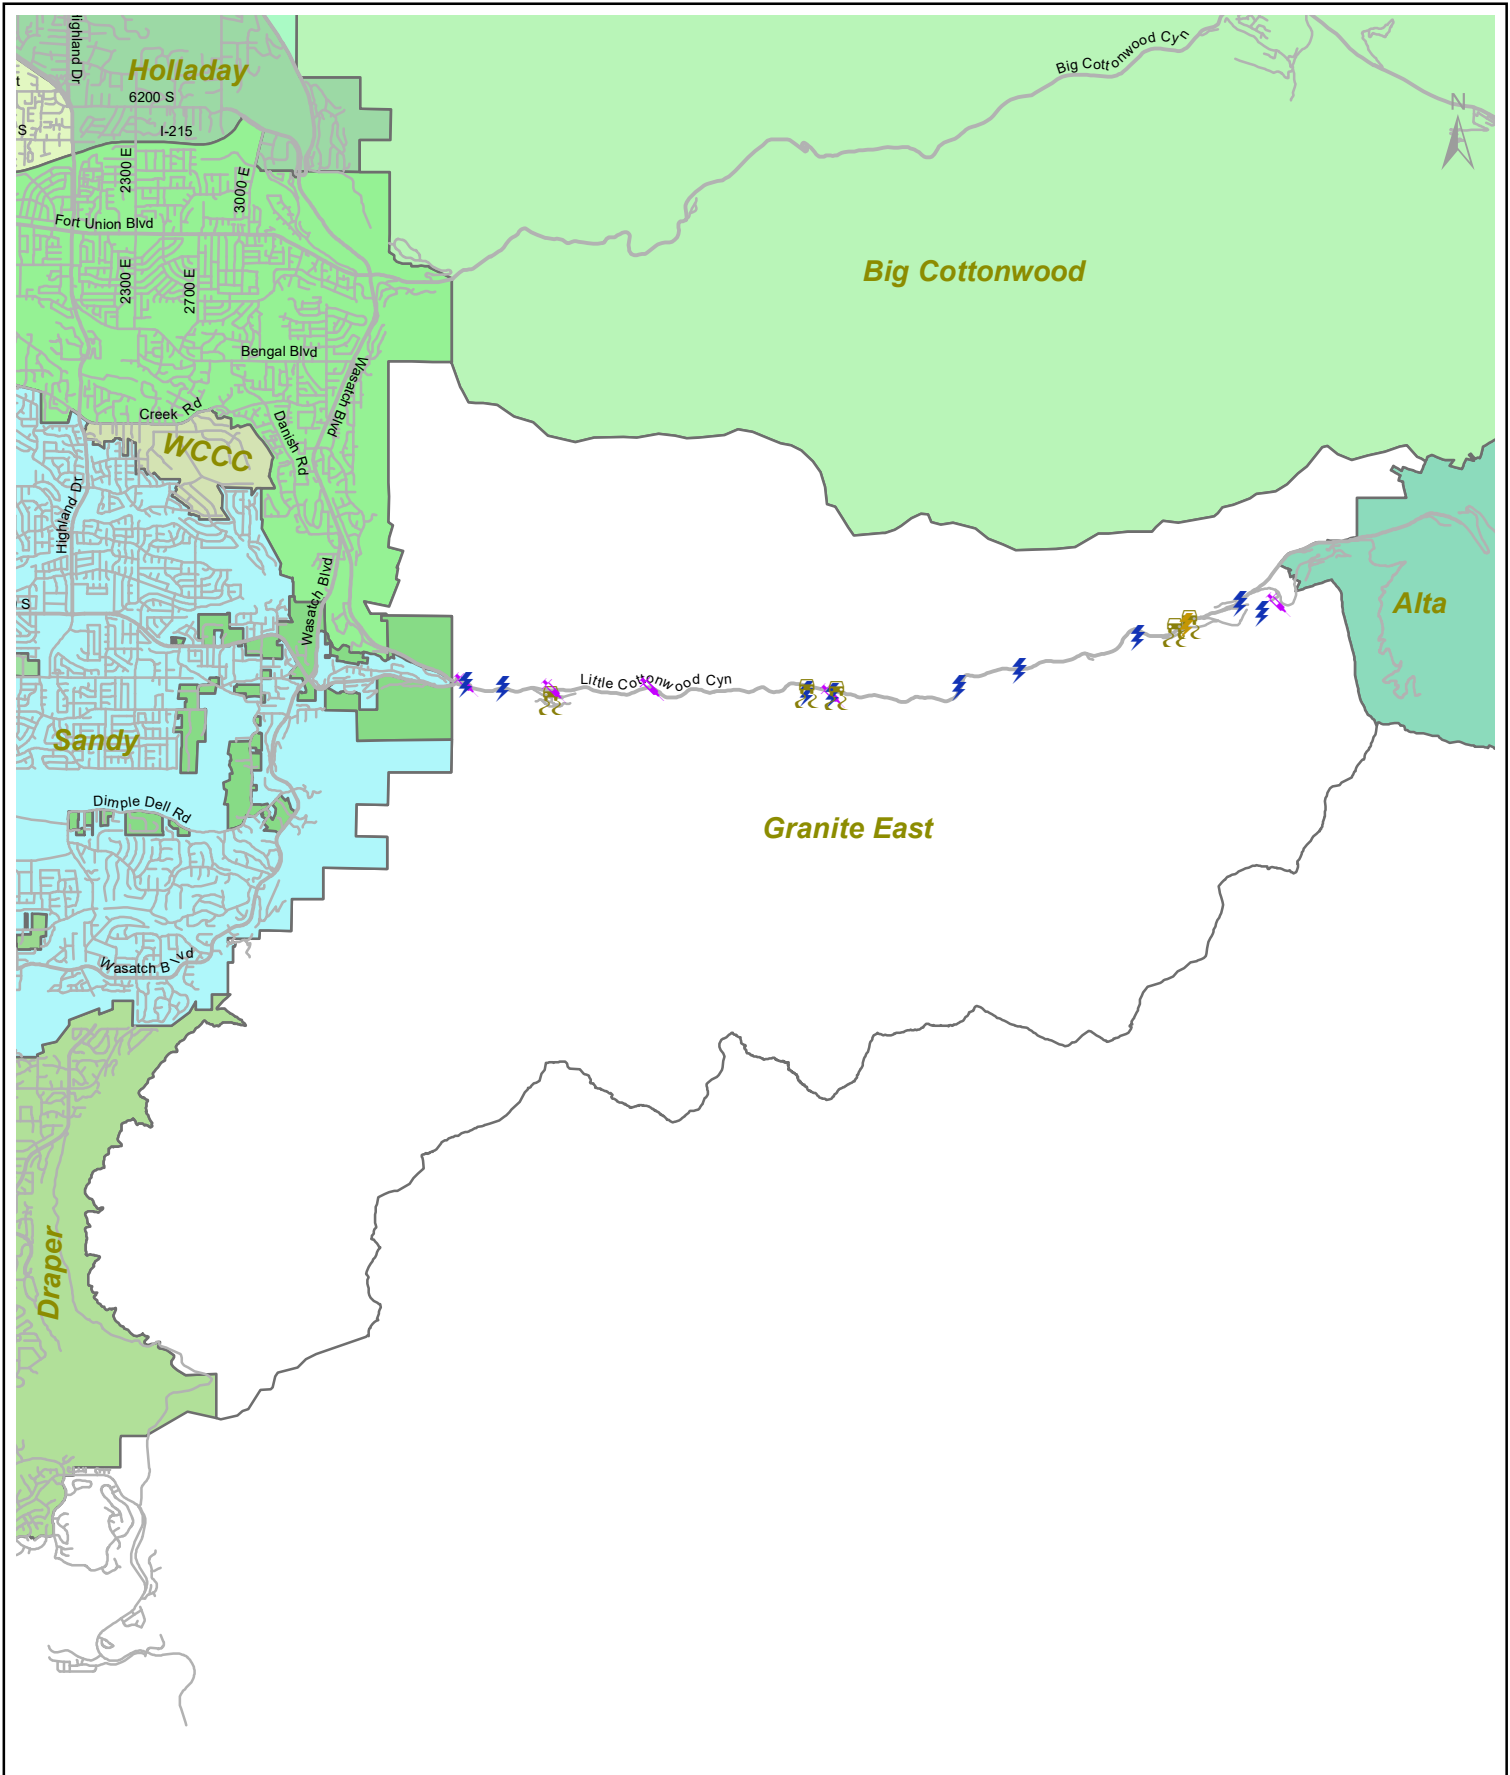 Highland Dr
Holladay
6200 S
t
S
I-215
2300 E
3000 E
Big Cottonwood Cyn
N
Fort Union Blvd
2300 E
2700 E
Big Cottonwood
Bengal Blvd
Wasatch Blvd
Creek Rd
WCCC
Danish Rd
Highland Dr
Wasatch Blvd
S
Alta
Little Cottonwood Cyn
Sandy
Dimple Dell Rd
Granite East
Wasatch Blvd
Draper